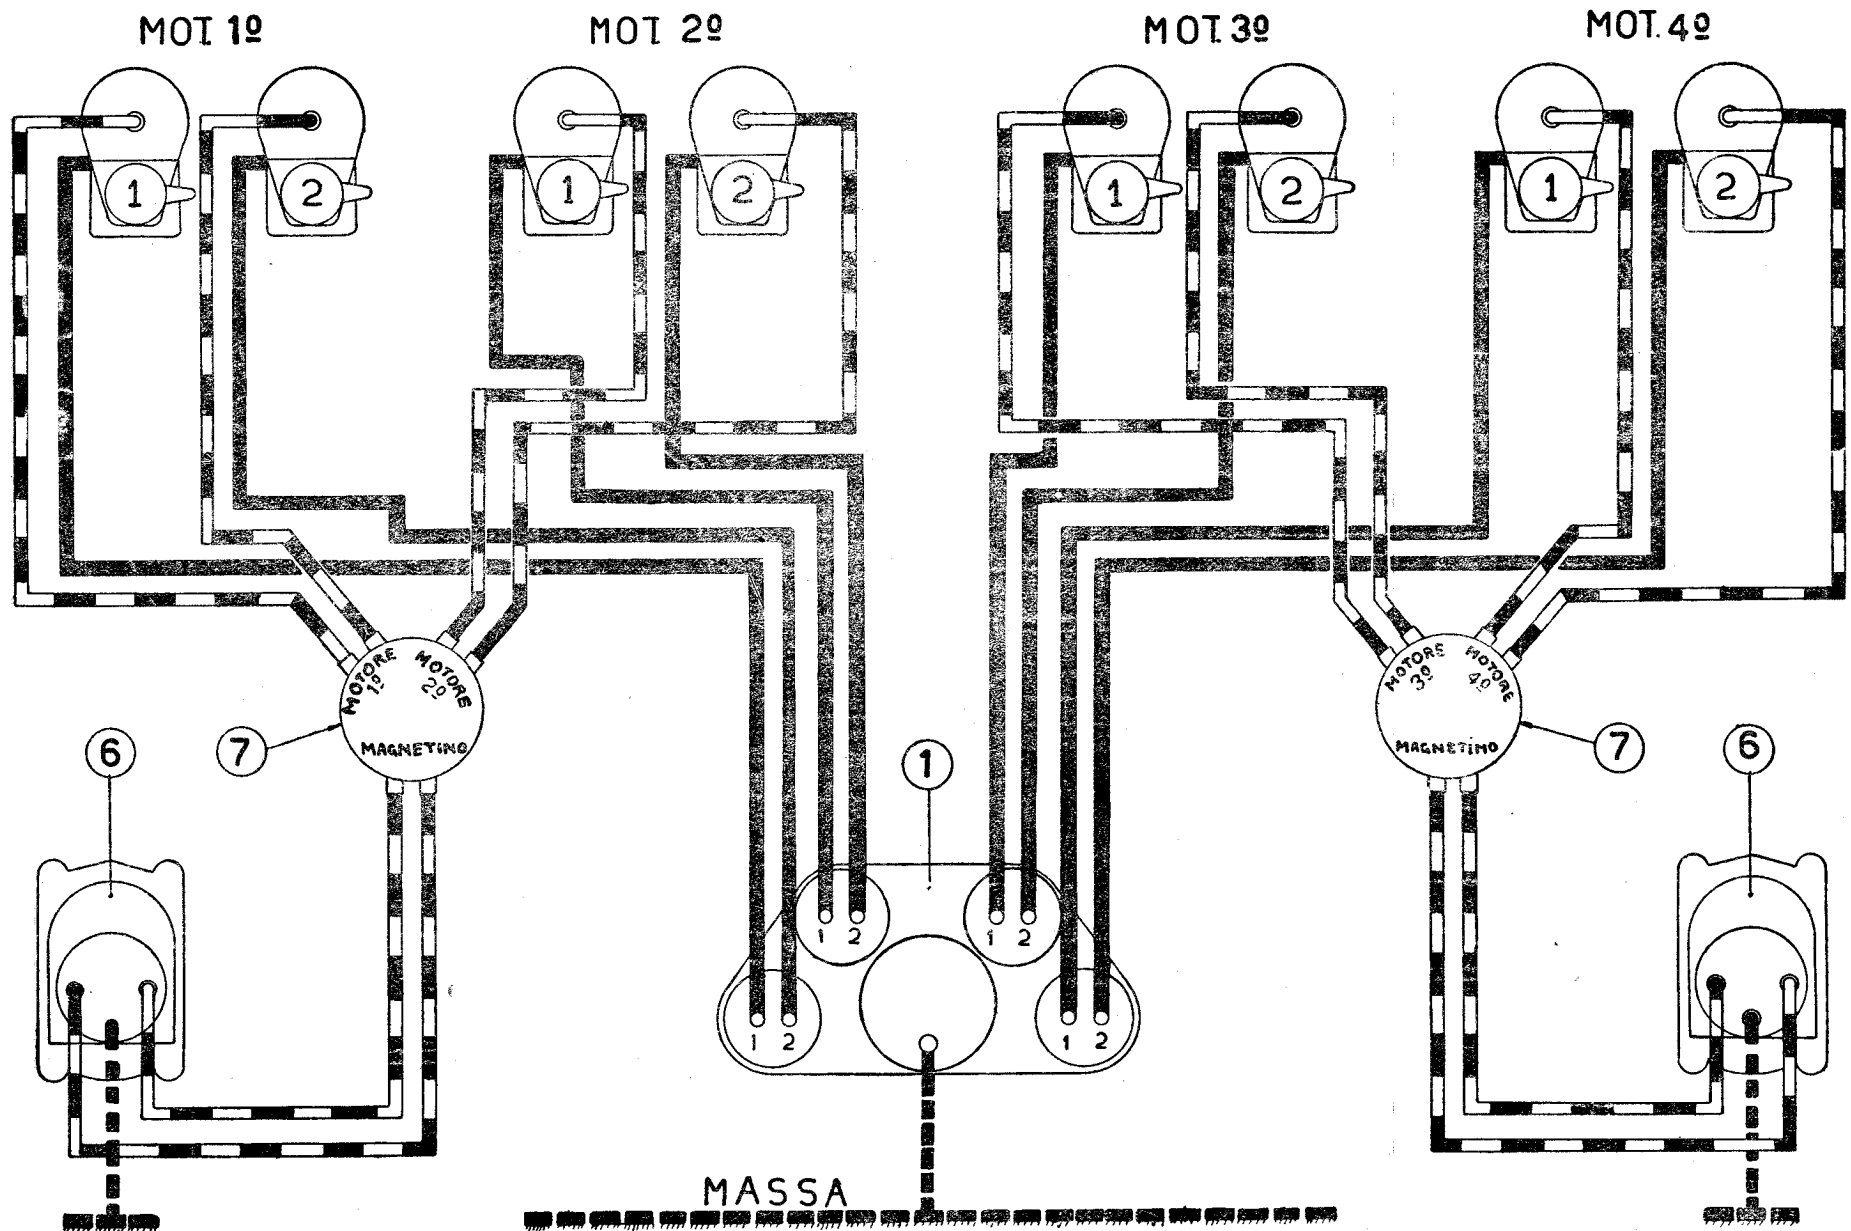 MOT. 1º MOT 2º MOT. 3º MOT. 4º
1 2 1 2 1 2 1 2
MOTORE 1º MOTORE 2º
MAGNETINO
MOTORE 3º MOTORE 4º
MAGNETINO
6 7 1 7 6
1 2 1 2
1 2 1 2
MASSA